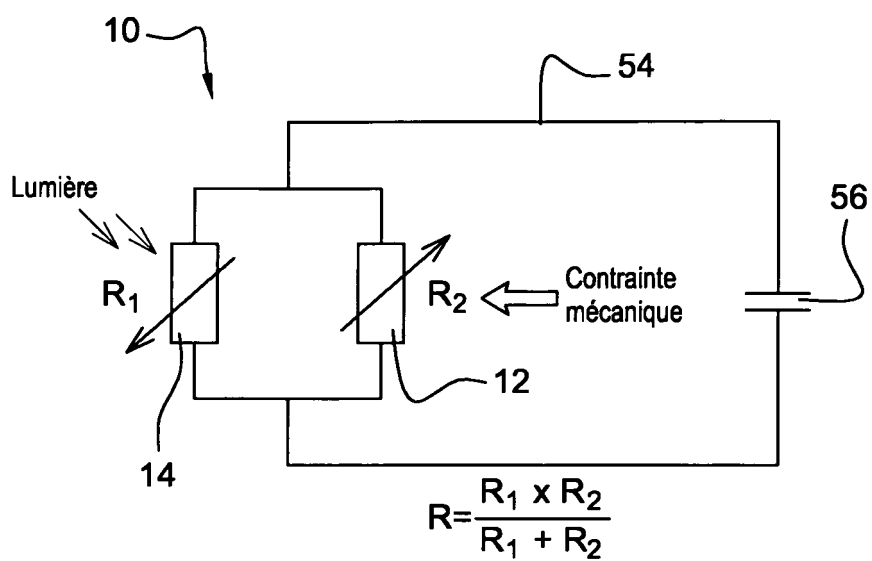 10
54
Lumière
56
R₁
R₂
Contrainte
mécanique
12
14
R=
R₁ x R₂
R₁ + R₂